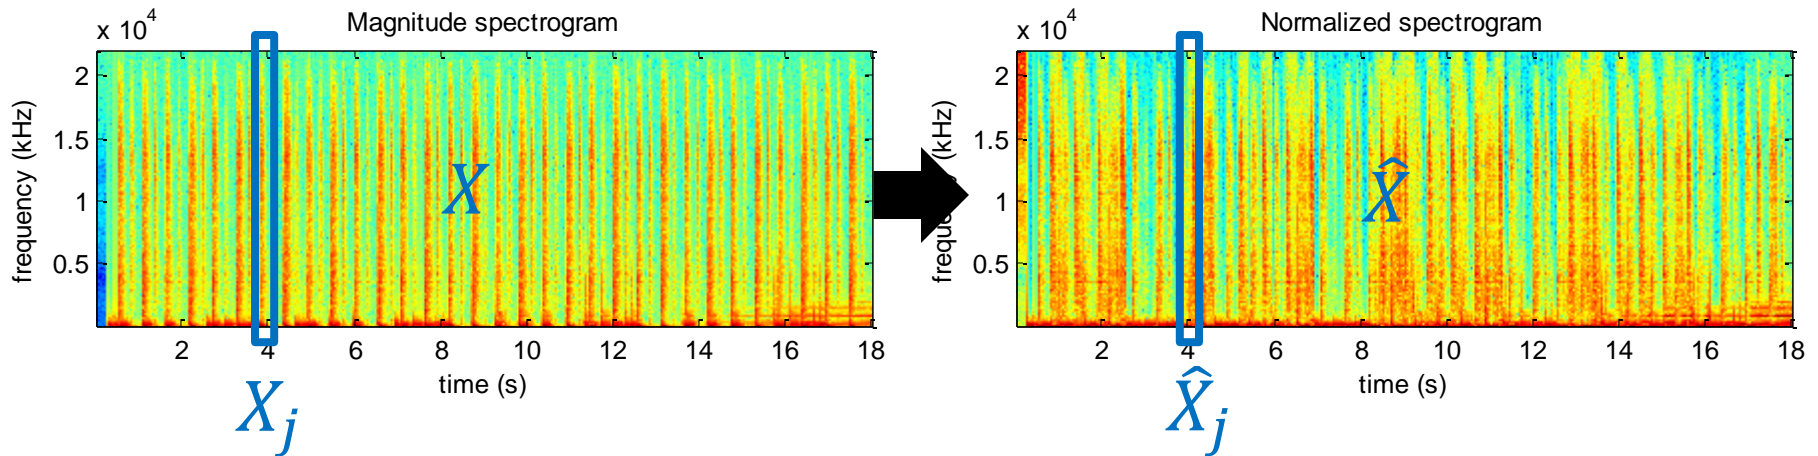 Magnitude spectrogram
x 10^4
frequency (kHz)
2
1.5
1
0.5
X
2 4 6 8 10 12 14 16 18
time (s)
X_j
Normalized spectrogram
x 10^4
frequency (kHz)
2
1.5
1
0.5
X̂
2 4 6 8 10 12 14 16 18
time (s)
X̂_j